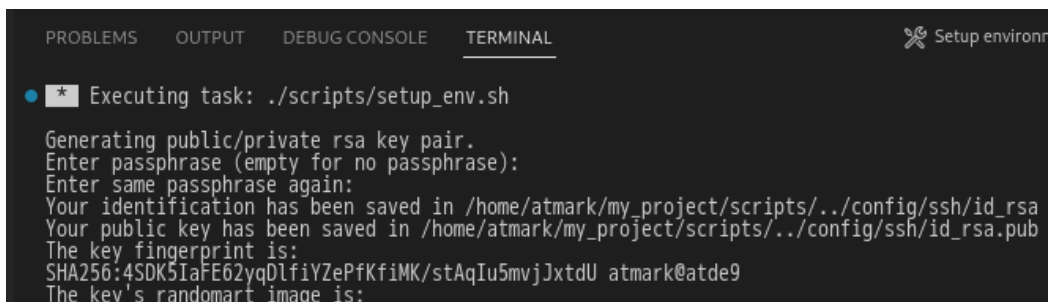 PROBLEMS OUTPUT DEBUG CONSOLE TERMINAL Setup environm
* Executing task: ./scripts/setup_env.sh
Generating public/private rsa key pair.
Enter passphrase (empty for no passphrase):
Enter same passphrase again:
Your identification has been saved in /home/atmark/my_project/scripts/../config/ssh/id_rsa
Your public key has been saved in /home/atmark/my_project/scripts/../config/ssh/id_rsa.pub
The key fingerprint is:
SHA256:4SDK5IaFE62yqDlfiYZePfKfiMK/stAqIu5mvjJxtdU atmark@atde9
The key's randomart image is: